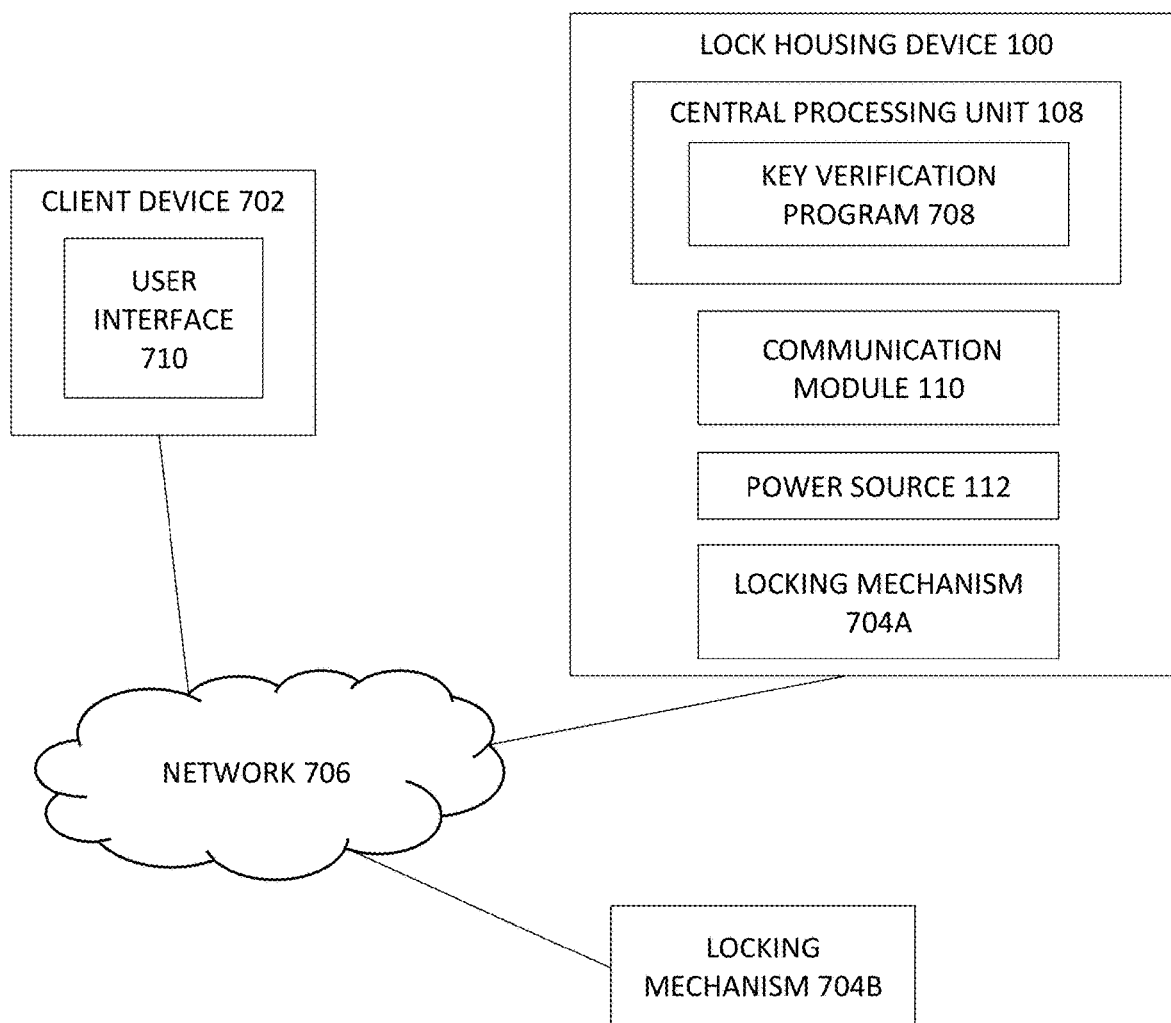 LOCK HOUSING DEVICE 100
CENTRAL PROCESSING UNIT 108
KEY VERIFICATION
PROGRAM 708
COMMUNICATION
MODULE 110
POWER SOURCE 112
LOCKING MECHANISM
704A
CLIENT DEVICE 702
USER
INTERFACE
710
NETWORK 706
LOCKING
MECHANISM 704B